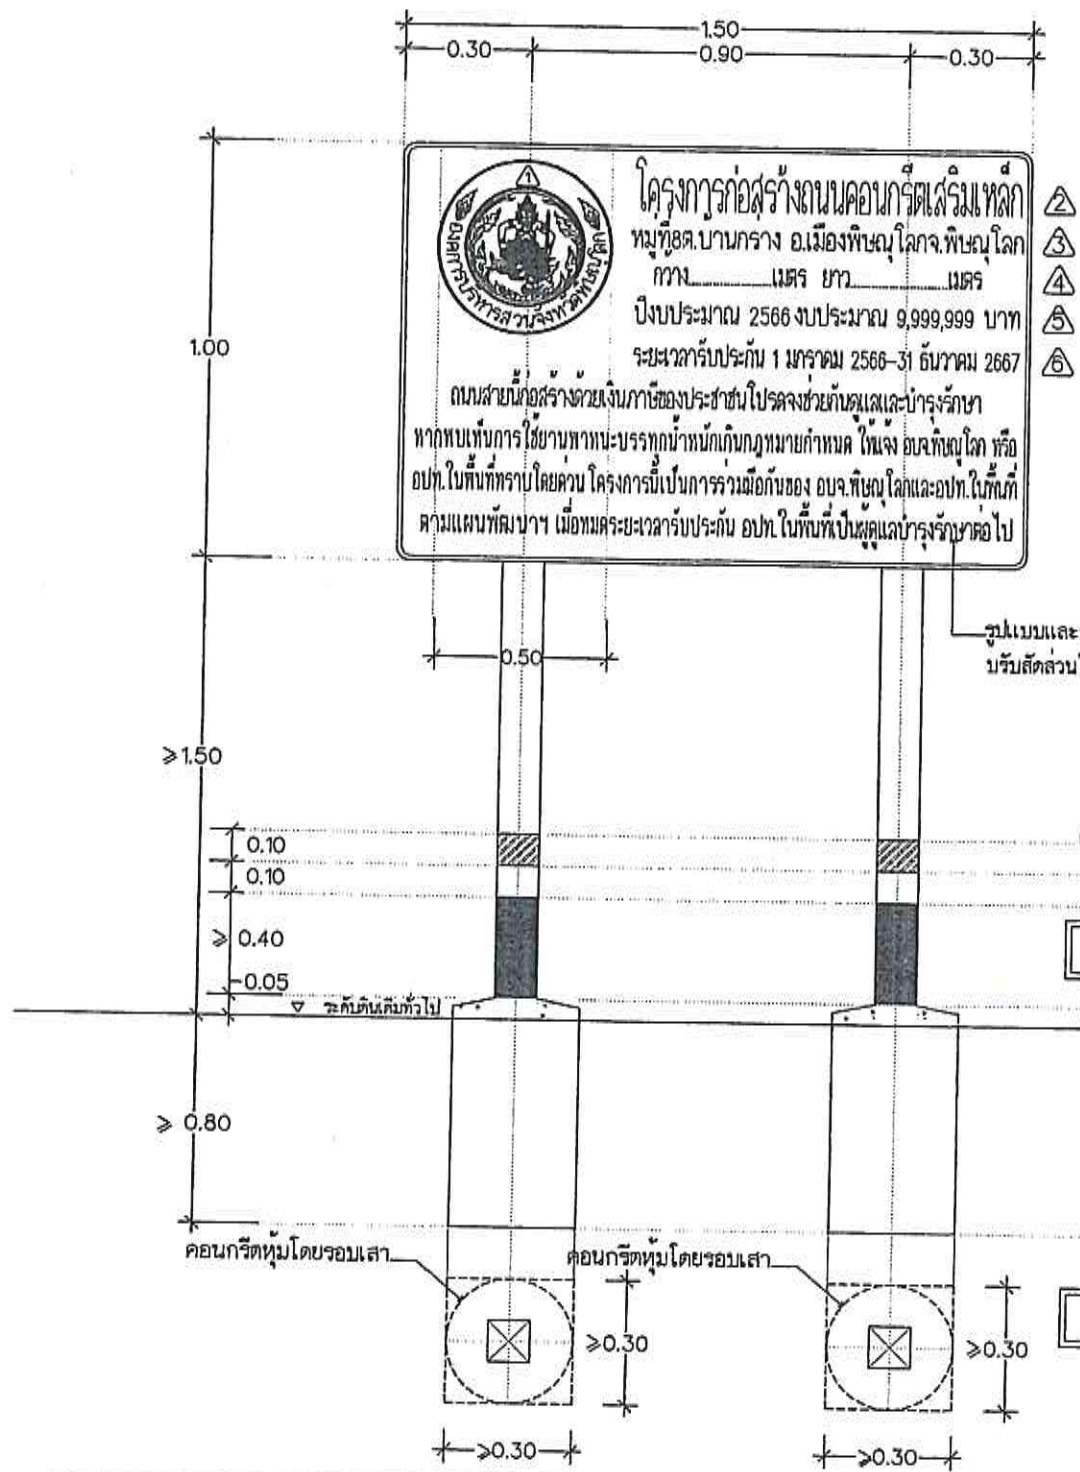 1.50
0.30 0.90 0.30
1
องค์การบริหารส่วนจังหวัดพิษณุโลก
โครงการก่อสร้างถนนคอนกรีตเสริมเหล็ก 2
หมู่ที่8ต.บ้านกร่าง อ.เมืองพิษณุโลกจ.พิษณุโลก 3
กว้าง..................เมตร ยาว......................เมตร 4
ปีงบประมาณ 2566 งบประมาณ 9,999,999 บาท 5
ระยะเวลารับประกัน 1 มกราคม 2566-31 ธันวาคม 2667 6
1.00
ถนนสายนี้ก่อสร้างด้วยเงินภาษีของประชาชนโปรดจงช่วยกันดูแลและบำรุงรักษา
หากพบเห็นการใช้ยานพาหนะบรรทุกน้ำหนักเกินกฎหมายกำหนด ให้แจ้ง อบจ.พิษณุโลก หรือ
อปท.ในพื้นที่ทราบโดยด่วน โครงการนี้เป็นการร่วมมือกันของ อบจ.พิษณุโลกและอปท.ในพื้นที่
ตามแผนพัฒนาฯ เมื่อหมดระยะเวลารับประกัน อปท.ในพื้นที่เป็นผู้ดูแลบำรุงรักษาต่อไป
รูปแบบและ
0.50
บรับสัดส่วน
≥1.50
0.10
0.10
≥ 0.40
0.05
ระดับดินเดิมทั่วไป
≥ 0.80
คอนกรีตหุ้มโดยรอบเสา คอนกรีตหุ้มโดยรอบเสา
≥0.30 ≥0.30
≥0.30 ≥0.30